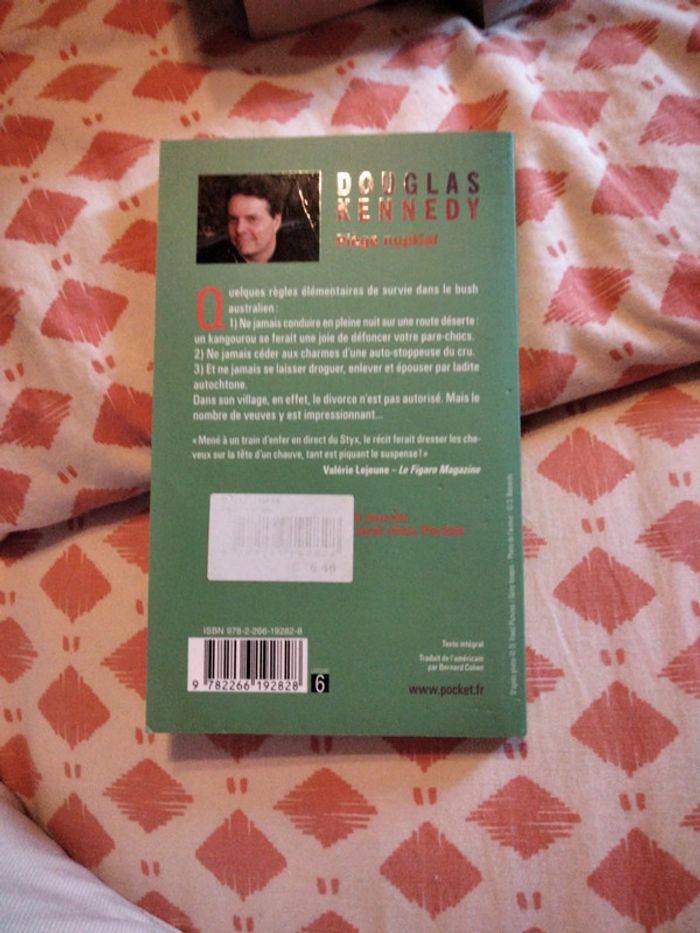 DOUGLAS
KENNEDY
Piège nuptial
Quelques règles élémentaires de survie dans le bush
australien :
1) Ne jamais conduire en pleine nuit sur une route déserte :
un kangourou se ferait une joie de défoncer votre pare-chocs.
2) Ne jamais céder aux charmes d'une auto-stoppeuse du cru.
3) Et ne jamais se laisser droguer, enlever et épouser par ladite
autochtone.
Dans son village, en effet, le divorce n'est pas autorisé. Mais le
nombre de veuves y est impressionnant...
« Mené à un train d'enfer en direct du Styx, le récit ferait dresser les che-
veux sur la tête d'un chauve, tant est piquant le suspense ! »
Valérie Lejeune – Le Figaro Magazine
chez Pocket
ISBN 978-2-266-19282-8
9 782266 192828
6
Texte intégral
Traduit de l'américain
par Bernard Cohen
www.pocket.fr